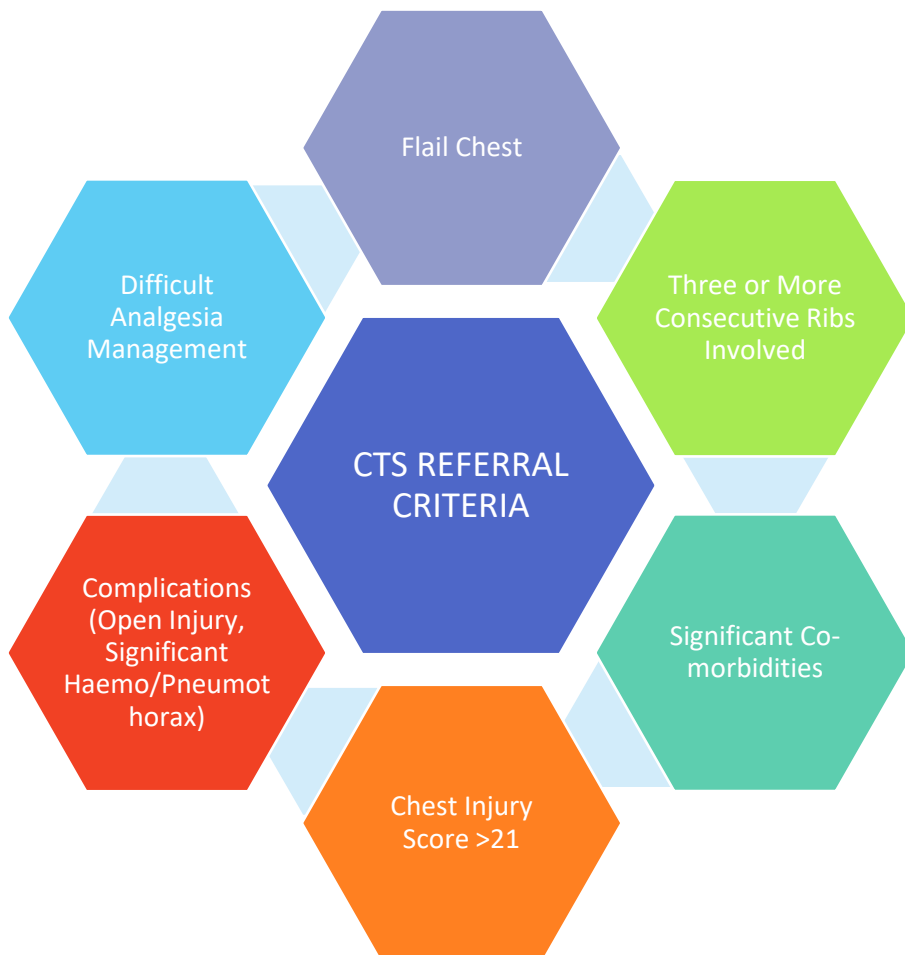 Flail Chest
Difficult
Analgesia
Management
Three or More
Consecutive Ribs
Involved
CTS REFERRAL
CRITERIA
Complications
(Open Injury,
Significant
Haemo/Pneumot
horax)
Significant Co-
morbidities
Chest Injury
Score >21